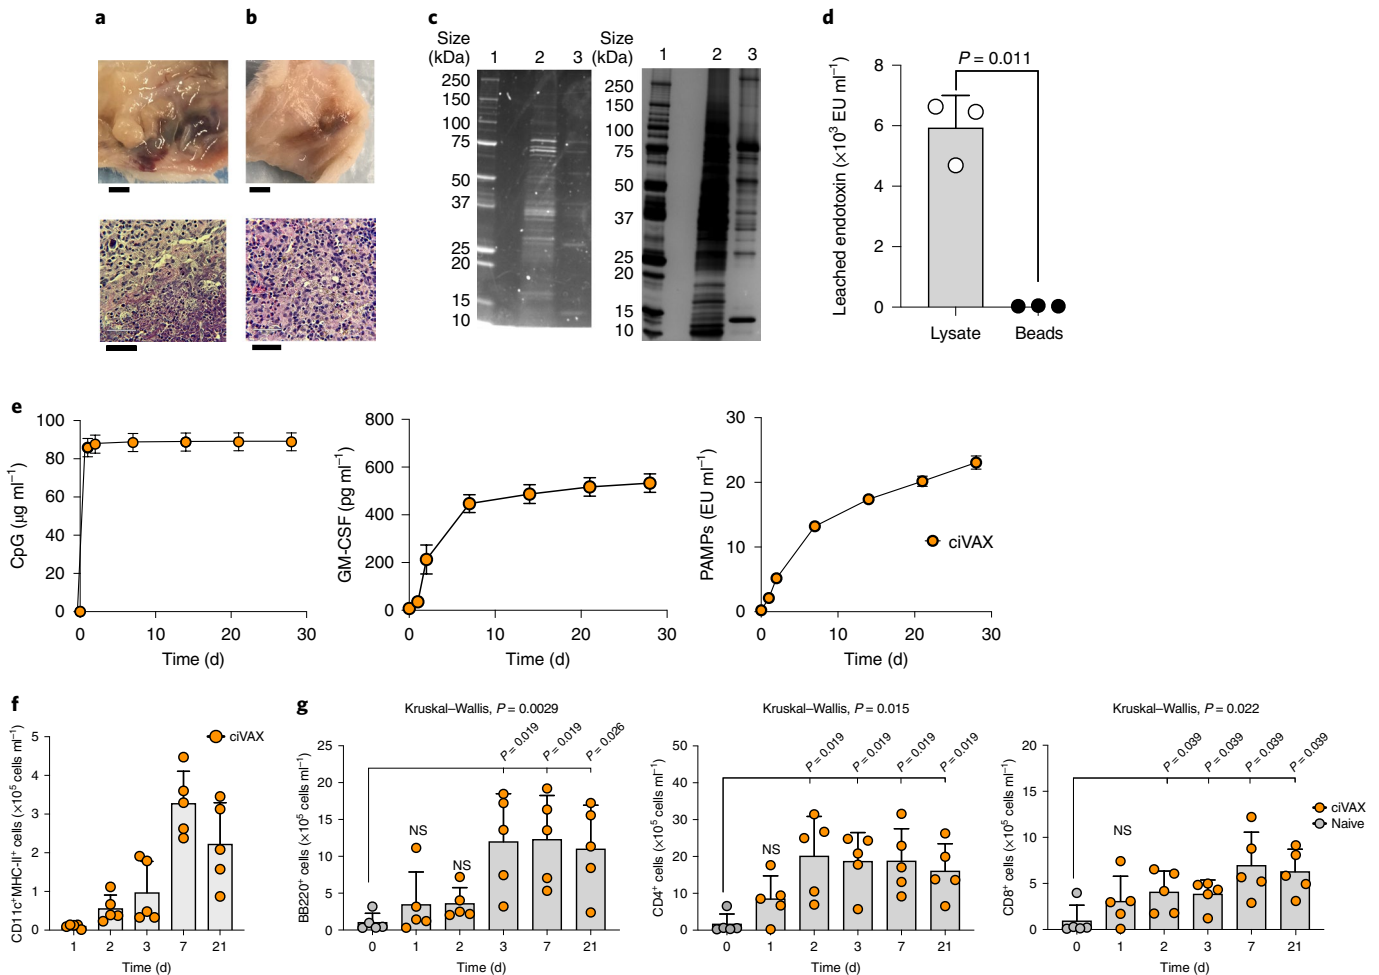 a
b
c
d
Size
(kDa)
1
2
3
250
150
100
75
50
37
25
20
15
10
Size
(kDa)
1
2
3
250
150
100
75
50
37
25
20
15
10
P = 0.011
Leached endotoxin (×10³ EU ml⁻¹)
8
6
4
2
0
Lysate
Beads
e
CpG (μg ml⁻¹)
100
80
60
40
20
0
0
10
20
30
Time (d)
GM-CSF (pg ml⁻¹)
800
600
400
200
0
0
10
20
30
Time (d)
PAMPs (EU ml⁻¹)
30
20
10
0
0
10
20
30
Time (d)
ciVAX
f
CD11c⁺MHC-II⁺ cells (×10⁵ cells ml⁻¹)
5
4
3
2
1
0
1
2
3
7
21
Time (d)
ciVAX
g
Kruskal–Wallis, P = 0.0029
BB220⁺ cells (×10⁵ cells ml⁻¹)
25
20
15
10
5
0
NS
NS
P = 0.019
P = 0.019
P = 0.026
0
1
2
3
7
21
Time (d)
Kruskal–Wallis, P = 0.015
CD4⁺ cells (×10⁵ cells ml⁻¹)
50
40
30
20
10
0
NS
P = 0.019
P = 0.019
P = 0.019
P = 0.019
0
1
2
3
7
21
Time (d)
Kruskal–Wallis, P = 0.022
CD8⁺ cells (×10⁵ cells ml⁻¹)
20
15
10
5
0
NS
P = 0.039
P = 0.039
P = 0.039
P = 0.039
0
1
2
3
7
21
Time (d)
ciVAX
Naive